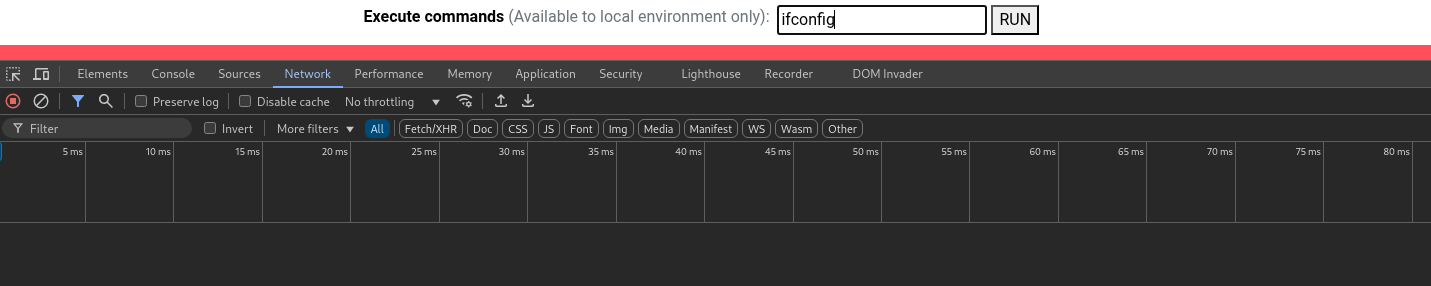 Execute commands (Available to local environment only): ifconfig RUN
Elements Console Sources Network Performance Memory Application Security Lighthouse Recorder DOM Invader
Preserve log Disable cache No throttling
Filter Invert More filters All Fetch/XHR Doc CSS JS Font Img Media Manifest WS Wasm Other
5 ms 10 ms 15 ms 20 ms 25 ms 30 ms 35 ms 40 ms 45 ms 50 ms 55 ms 60 ms 65 ms 70 ms 75 ms 80 ms